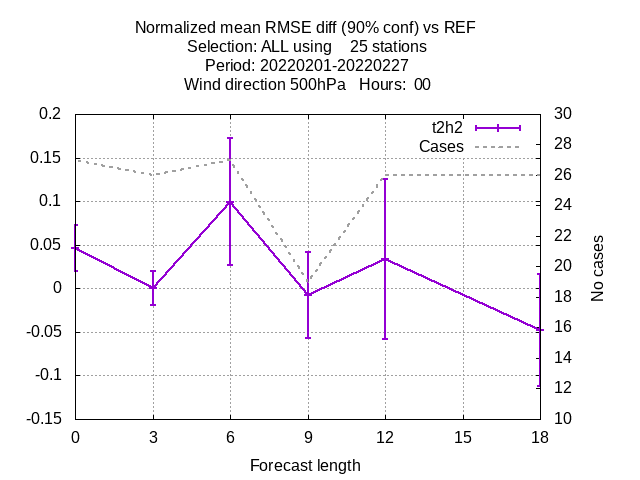 Normalized mean RMSE diff (90% conf) vs REF
Selection: ALL using    25 stations
Period: 20220201-20220227
Wind direction 500hPa   Hours:  00
t2h2
Cases
0.2
0.15
0.1
0.05
0
-0.05
-0.1
-0.15
30
28
26
24
22
20
18
16
14
12
10
No cases
0 3 6 9 12 15 18
Forecast length